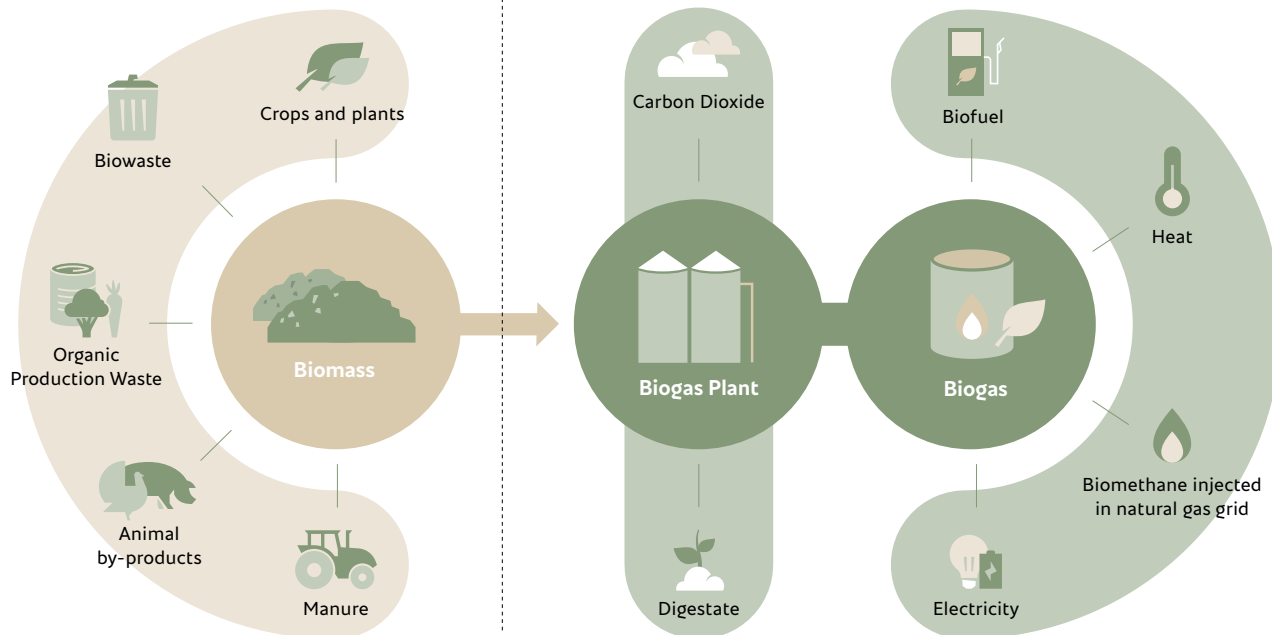 Crops and plants
Biowaste
Organic
Production Waste
Animal
by-products
Manure
Biomass
Carbon Dioxide
Biogas Plant
Digestate
Biogas
Biofuel
Heat
Biomethane injected
in natural gas grid
Electricity